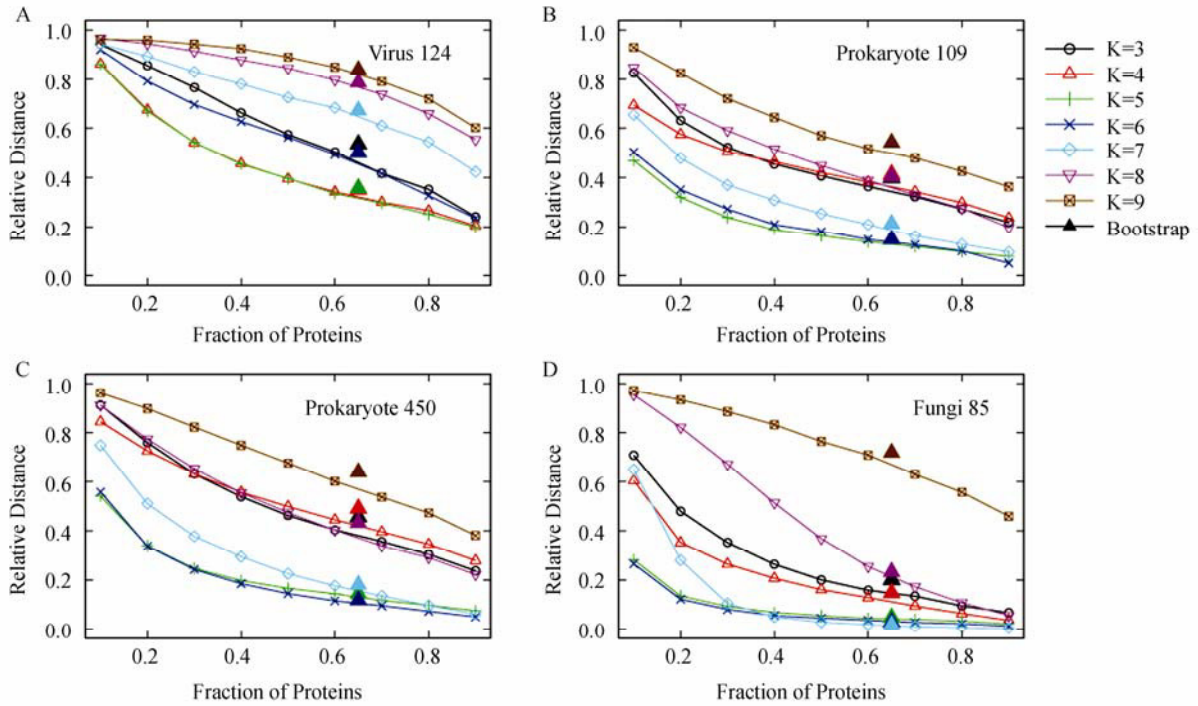 A
Virus 124
1.0
0.8
0.6
0.4
0.2
0.0
Relative Distance
0.2 0.4 0.6 0.8
Fraction of Proteins
B
Prokaryote 109
1.0
0.8
0.6
0.4
0.2
0.0
Relative Distance
0.2 0.4 0.6 0.8
Fraction of Proteins
K=3
K=4
K=5
K=6
K=7
K=8
K=9
Bootstrap
C
Prokaryote 450
1.0
0.8
0.6
0.4
0.2
0.0
Relative Distance
0.2 0.4 0.6 0.8
Fraction of Proteins
D
Fungi 85
1.0
0.8
0.6
0.4
0.2
0.0
Relative Distance
0.2 0.4 0.6 0.8
Fraction of Proteins